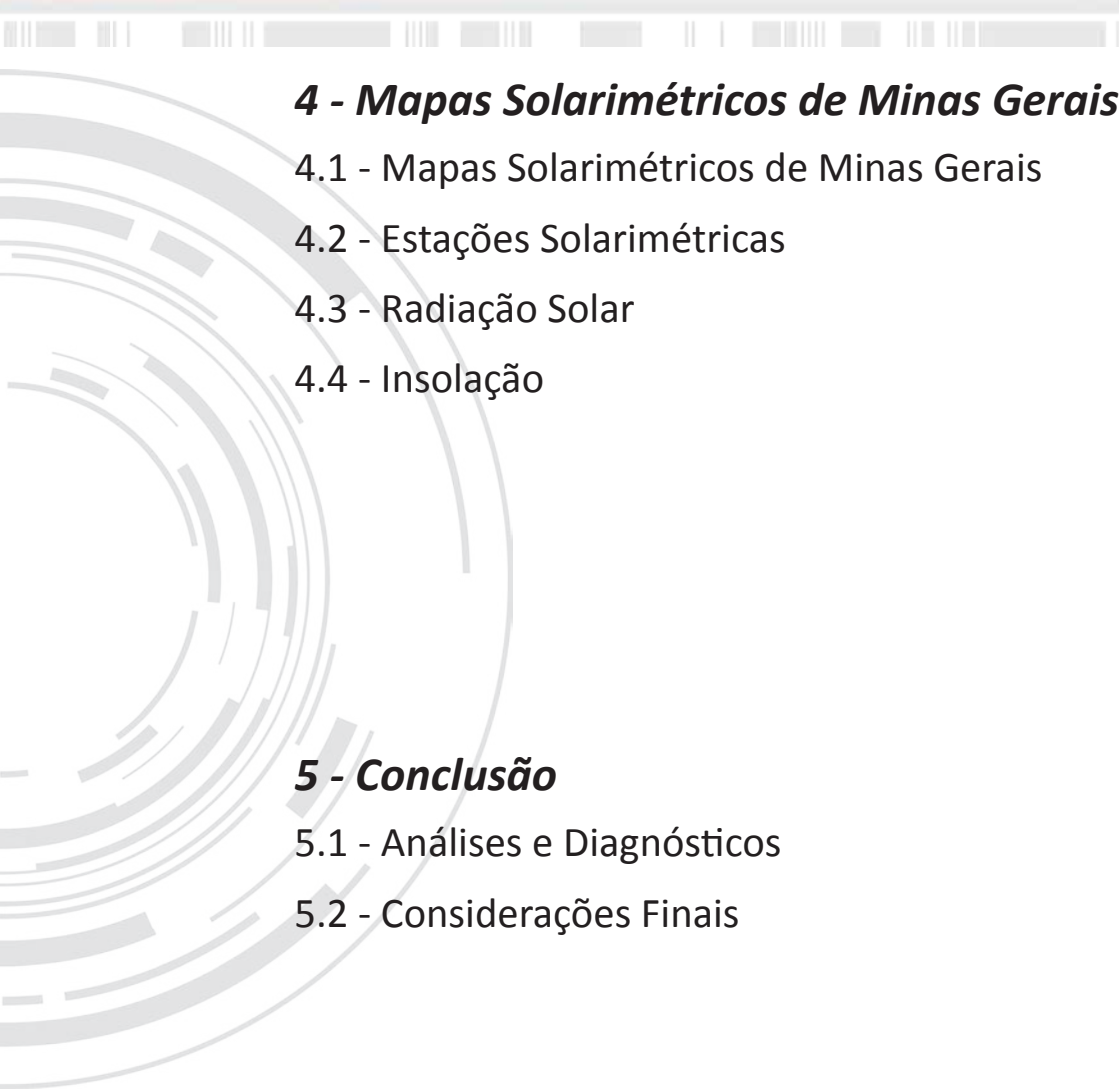 4 - Mapas Solarimétricos de Minas Gerais
4.1 - Mapas Solarimétricos de Minas Gerais
4.2 - Estações Solarimétricas
4.3 - Radiação Solar
4.4 - Insolação
5 - Conclusão
5.1 - Análises e Diagnósticos
5.2 - Considerações Finais